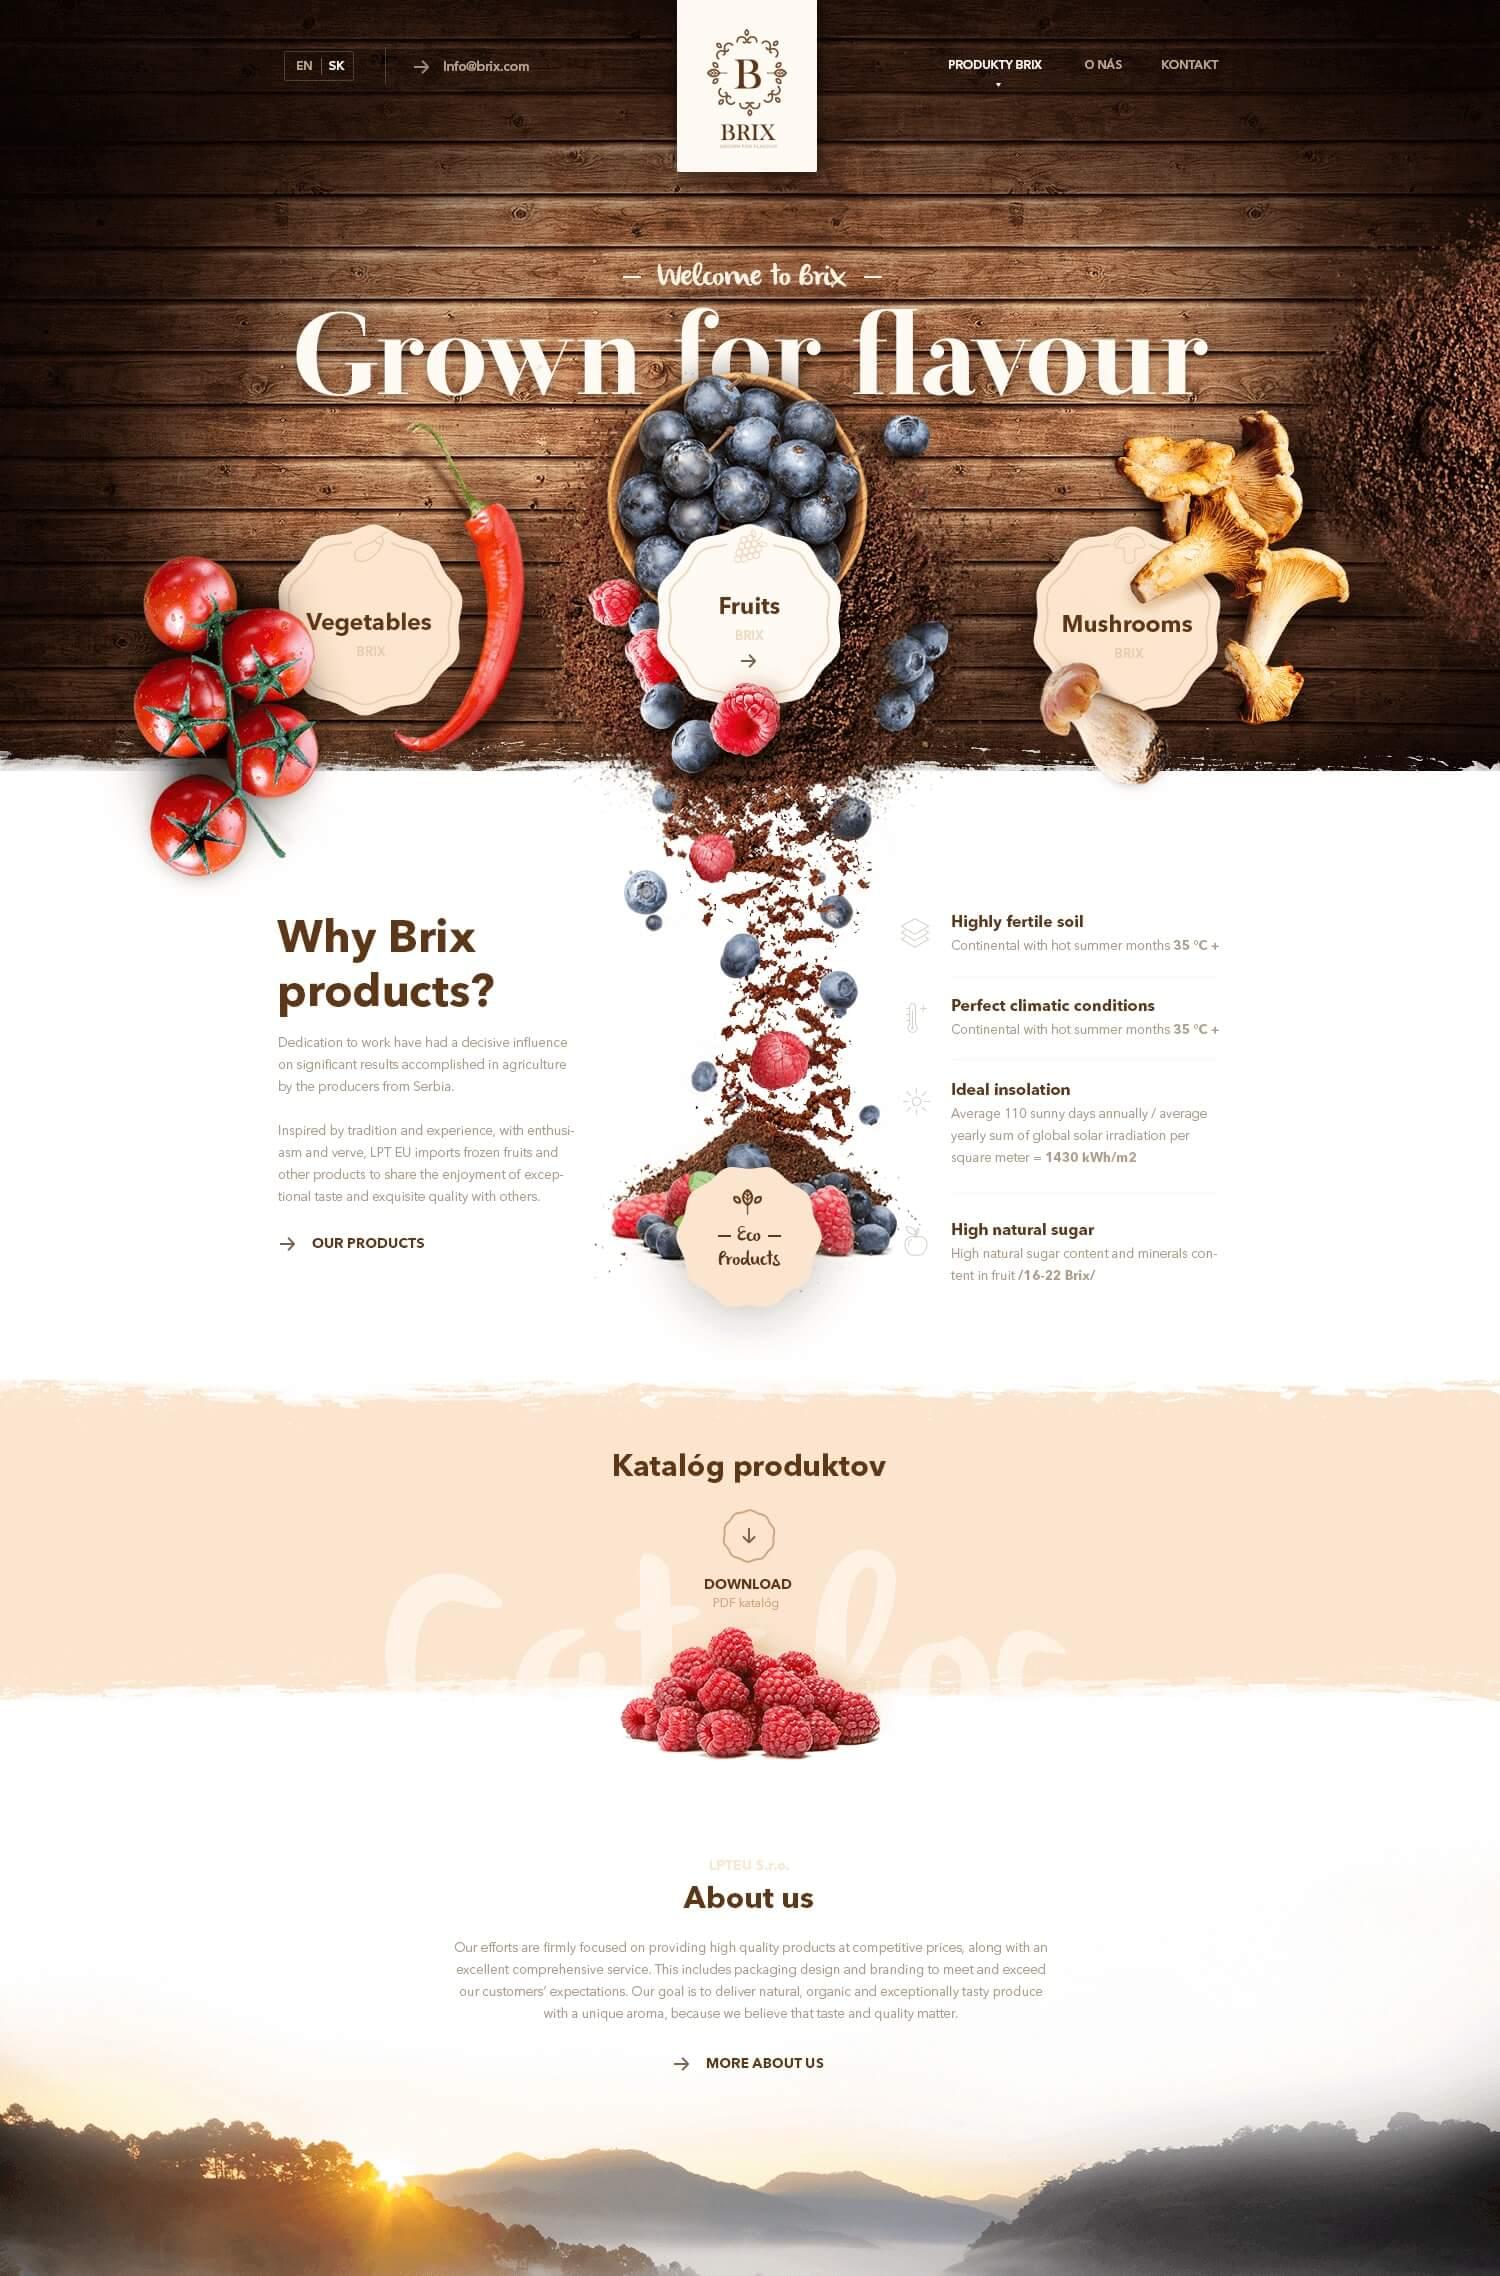 EN SK
Info@brix.com
B
BRIX
GROWN FOR FLAVOUR
PRODUKTY BRIX
O NÁS
KONTAKT
Welcome to Brix
Grown for flavour
Vegetables
BRIX
Fruits
BRIX
Mushrooms
BRIX
Why Brix
products?
Dedication to work have had a decisive influence
on significant results accomplished in agriculture
by the producers from Serbia.
Inspired by tradition and experience, with enthusi-
asm and verve, LPT EU imports frozen fruits and
other products to share the enjoyment of excep-
tional taste and exquisite quality with others.
OUR PRODUCTS
Eco
Products
Highly fertile soil
Continental with hot summer months 35 °C +
Perfect climatic conditions
Continental with hot summer months 35 °C +
Ideal insolation
Average 110 sunny days annually / average
yearly sum of global solar irradiation per
square meter = 1430 kWh/m2
High natural sugar
High natural sugar content and minerals con-
tent in fruit /16-22 Brix/
Katalóg produktov
DOWNLOAD
PDF katalóg
Catalog
LPTEU S.r.o.
About us
Our efforts are firmly focused on providing high quality products at competitive prices, along with an
excellent comprehensive service. This includes packaging design and branding to meet and exceed
our customers’ expectations. Our goal is to deliver natural, organic and exceptionally tasty produce
with a unique aroma, because we believe that taste and quality matter.
MORE ABOUT US